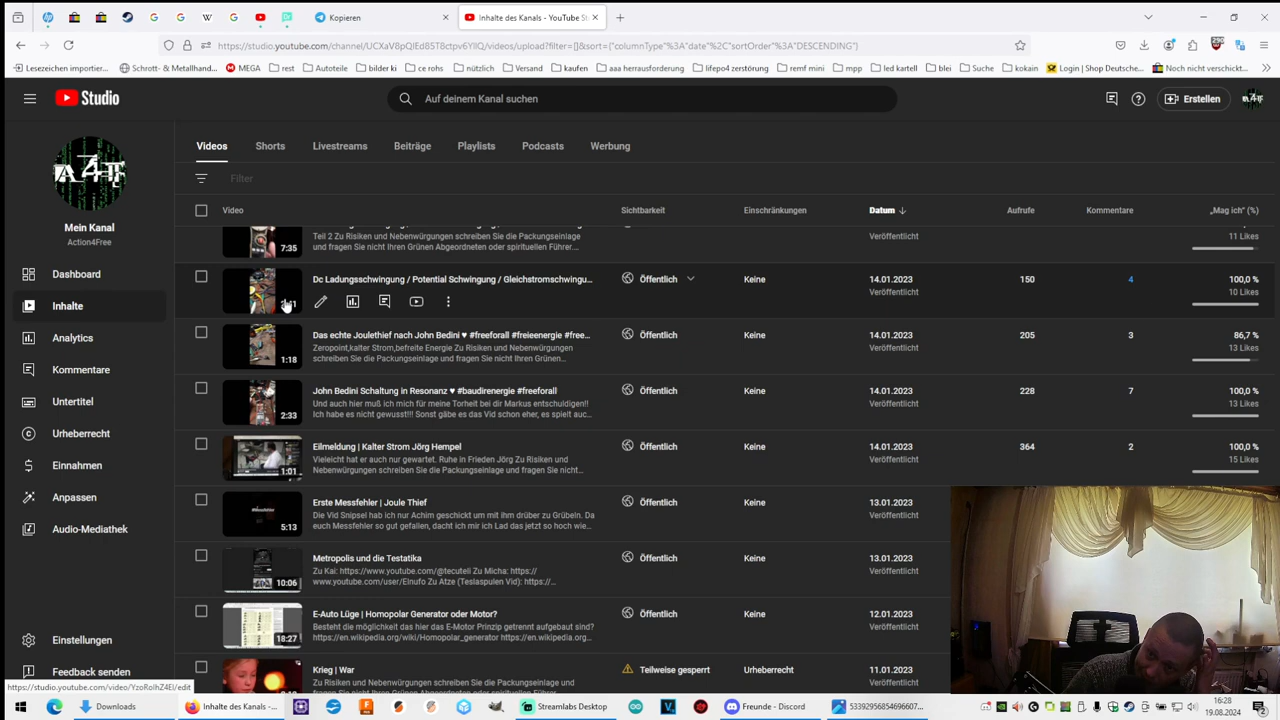 Kopieren
Inhalte des Kanals - YouTube St
https://studio.youtube.com/channel/UCXaV8pQIEd85T8ctpv6YlIQ/videos/upload?filter=[]&sort={"columnType"%3A"date"%2C"sortOrder"%3A"DESCENDING"}
Lesezeichen importier... Schrott- & Metallhand... MEGA rest Autoteile bilder ki ce rohs nützlich Versand kaufen aaa herrausforderung lifepo4 zerstörung remf mini mpp led kartell blei Suche kokain Login | Shop Deutsche... Noch nicht verschickt...
Studio
Auf deinem Kanal suchen
Erstellen
A4F
Mein Kanal
Action4Free
Dashboard
Inhalte
Analytics
Kommentare
Untertitel
Urheberrecht
Einnahmen
Anpassen
Audio-Mediathek
Einstellungen
Feedback senden
Videos Shorts Livestreams Beiträge Playlists Podcasts Werbung
Filter
Video Sichtbarkeit Einschränkungen Datum Aufrufe Kommentare „Mag ich" (%)
7:35
Teil 2 Zu Risiken und Nebenwürgungen schreiben Sie die Packungseinlage
und fragen Sie nicht Ihren Grünen Abgeordneten oder spirituellen Führer...
Veröffentlicht
11 Likes
Dc Ladungsschwingung / Potential Schwingung / Gleichstromschwingu...
Öffentlich Keine 14.01.2023 150 4 100,0 %
Veröffentlicht 10 Likes
1:18
Das echte Joulethief nach John Bedini ♥ #freeforall #freieenergie #free...
Zeropoint,kalter Strom,befreite Energie Zu Risiken und Nebenwürgungen
schreiben Sie die Packungseinlage und fragen Sie nicht Ihren Grünen...
Öffentlich Keine 14.01.2023 205 3 86,7 %
Veröffentlicht 13 Likes
2:33
John Bedini Schaltung in Resonanz ♥ #baudirenergie #freeforall
Und auch hier muß ich mich für meine Torheit bei dir Markus entschuldigen!!
Ich habe es nicht gewusst!!! Sonst gäbe es das Vid schon eher, es spielt auc...
Öffentlich Keine 14.01.2023 228 7 100,0 %
Veröffentlicht 13 Likes
1:01
Eilmeldung | Kalter Strom Jörg Hempel
Vieleicht hat er auch nur gewartet. Ruhe in Frieden Jörg Zu Risiken und
Nebenwürgungen schreiben Sie die Packungseinlage und fragen Sie nicht...
Öffentlich Keine 14.01.2023 364 2 100,0 %
Veröffentlicht 15 Likes
5:13
Erste Messfehler | Joule Thief
Die Vid Snipsel hab ich nur Achim geschickt um mit ihm drüber zu Grübeln. Da
euch Messfehler so gut gefallen, dacht ich mir ich Lad das jetzt so hoch wie...
Öffentlich Keine 13.01.2023
Veröffentlicht
10:06
Metropolis und die Testatika
Zu Kai: https://www.youtube.com/@tecuteli Zu Micha: https://
www.youtube.com/user/Elnufo Zu Atze (Teslaspulen Vid): https:/...
Öffentlich Keine 13.01.2023
Veröffentlicht
18:27
E-Auto Lüge | Homopolar Generator oder Motor?
Besteht die möglichkeit das hier das E-Motor Prinzip getrennt aufgebaut sind?
https://en.wikipedia.org/wiki/Homopolar_generator https://en.wikipedia.org...
Öffentlich Keine 12.01.2023
Veröffentlicht
Krieg | War
Zu Risiken und Nebenwürgungen schreiben Sie die Packungseinlage und
Teilweise gesperrt Urheberrecht 11.01.2023
Veröffentlicht
https://studio.youtube.com/video/YzoRoIhZ4EI/edit
Downloads
Inhalte des Kanals -...
Streamlabs Desktop
Freunde - Discord
53392956854696607...
16:28
19.08.2024